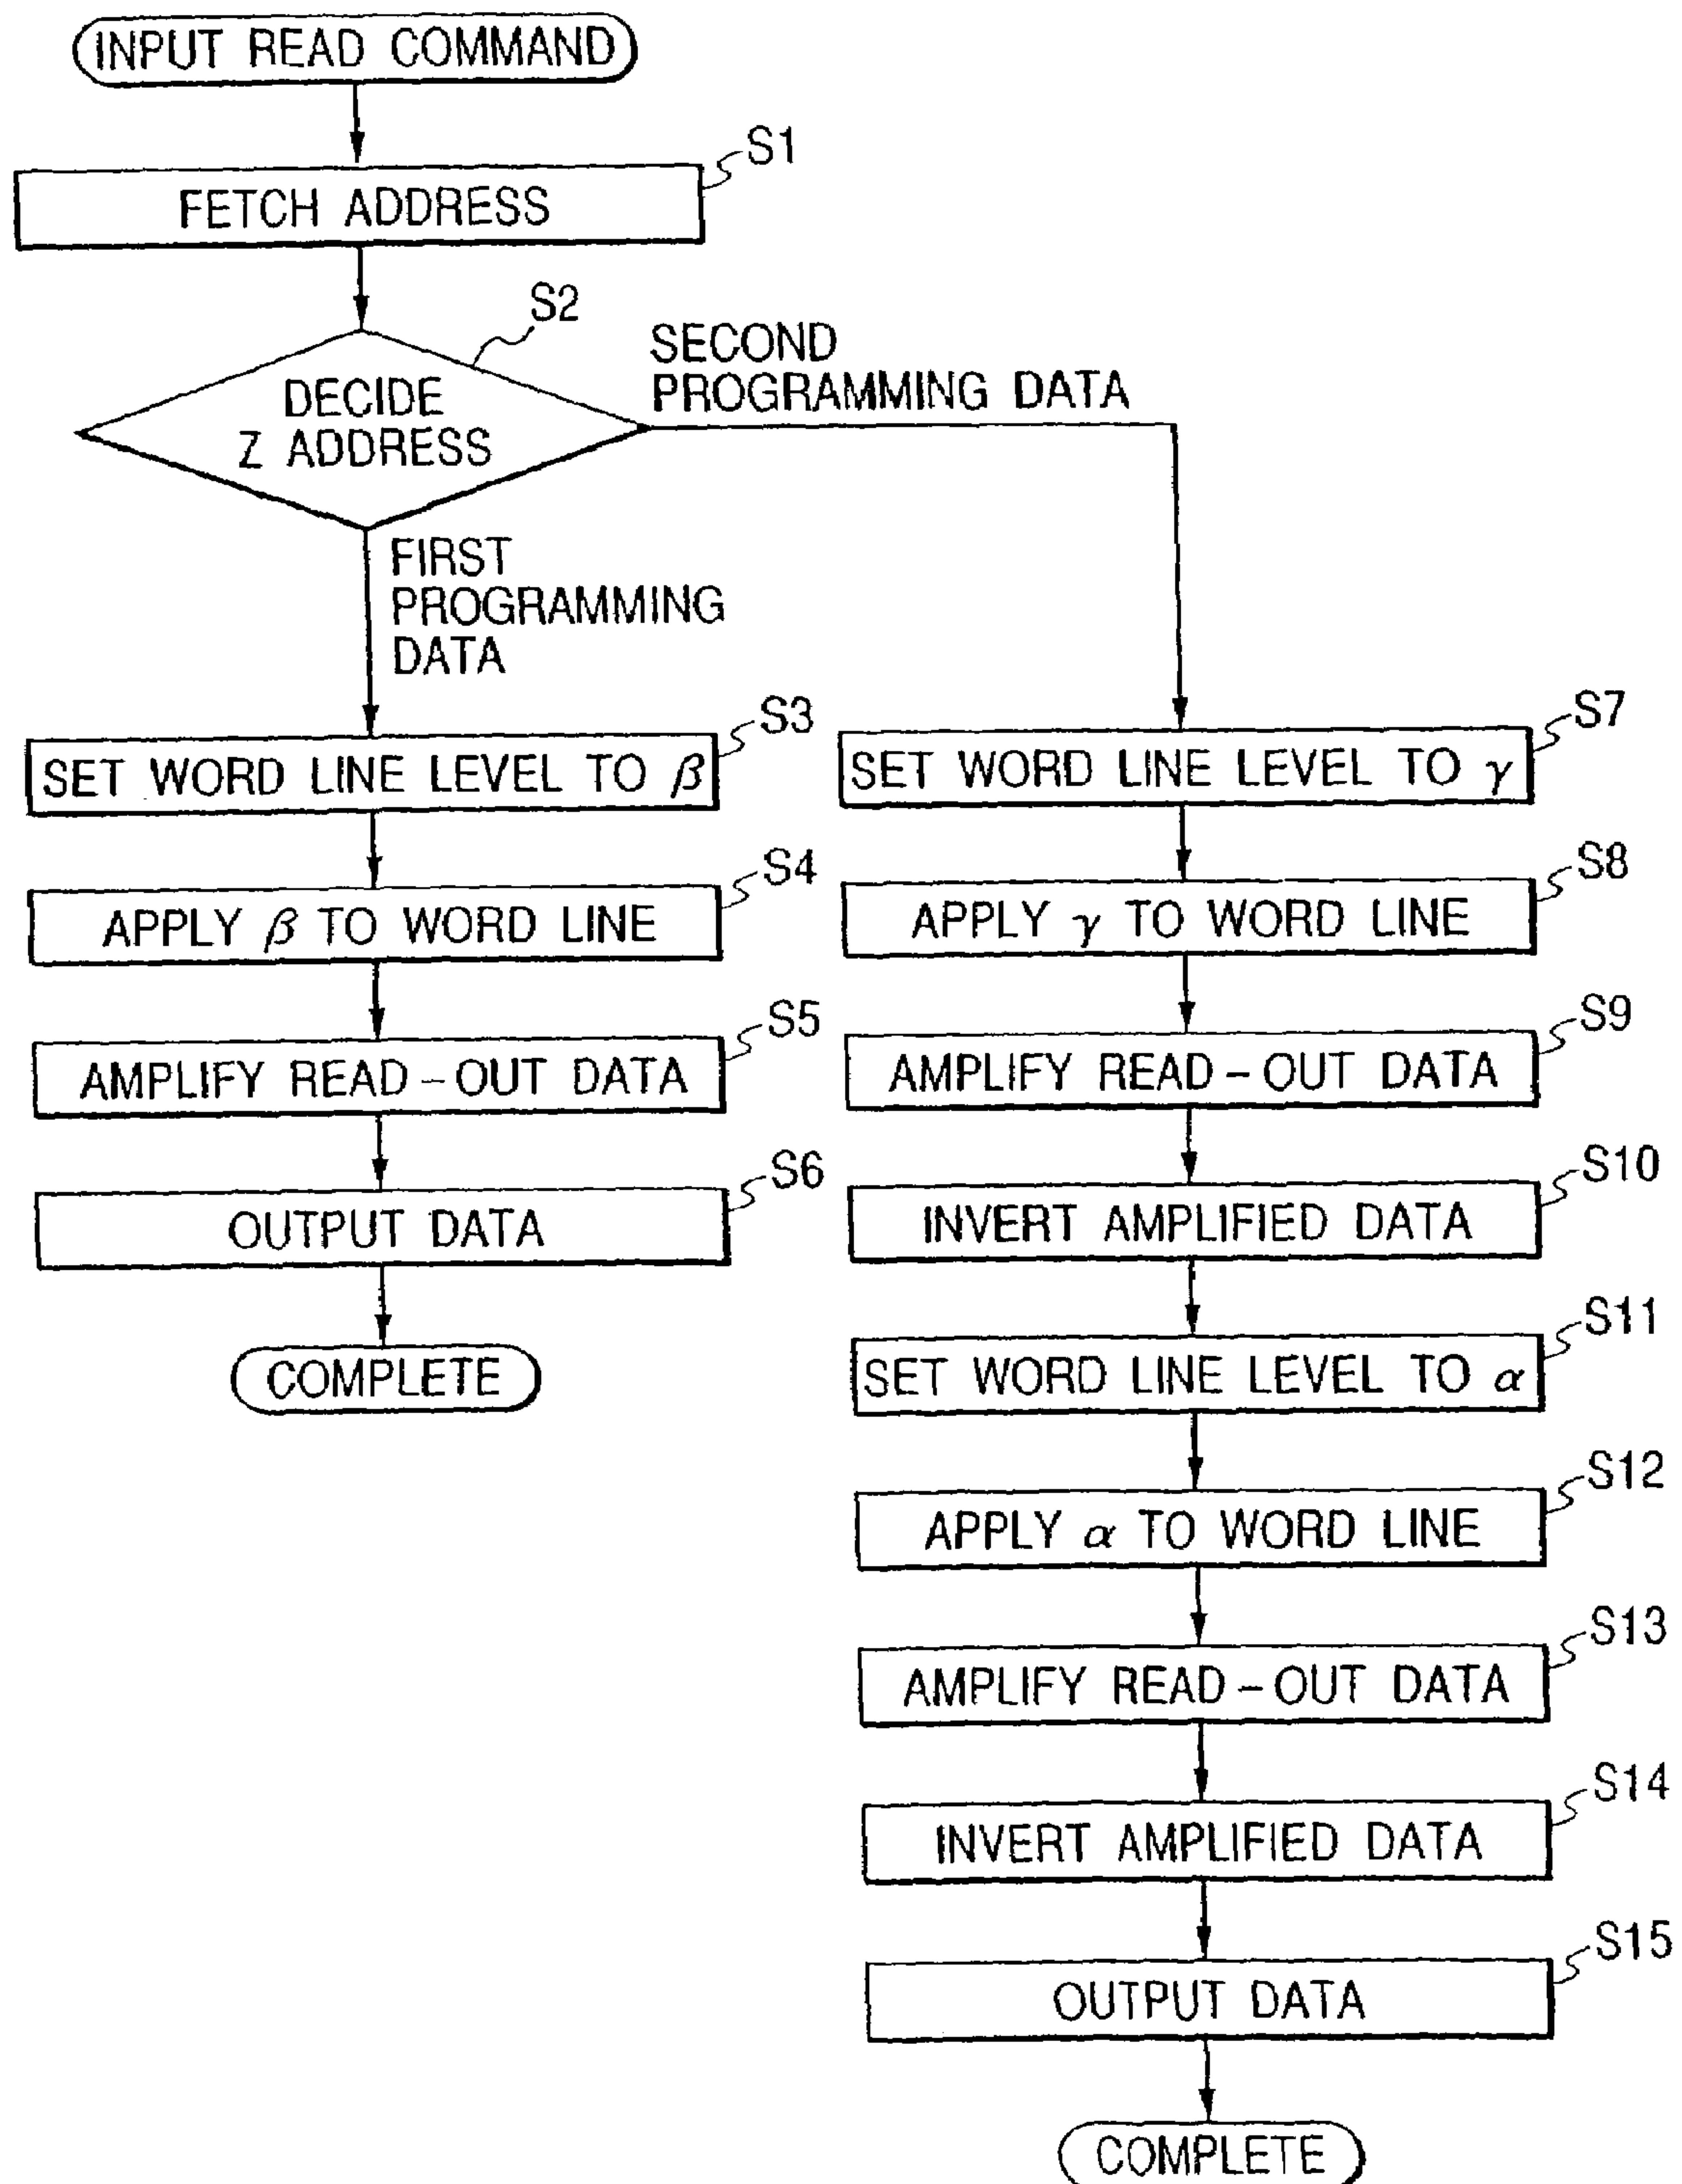 INPUT READ COMMAND
S1
FETCH ADDRESS
S2
DECIDE
Z ADDRESS
SECOND
PROGRAMMING DATA
FIRST
PROGRAMMING
DATA
S3
SET WORD LINE LEVEL TO β
S4
APPLY β TO WORD LINE
S5
AMPLIFY READ-OUT DATA
S6
OUTPUT DATA
COMPLETE
S7
SET WORD LINE LEVEL TO γ
S8
APPLY γ TO WORD LINE
S9
AMPLIFY READ-OUT DATA
S10
INVERT AMPLIFIED DATA
S11
SET WORD LINE LEVEL TO α
S12
APPLY α TO WORD LINE
S13
AMPLIFY READ-OUT DATA
S14
INVERT AMPLIFIED DATA
S15
OUTPUT DATA
COMPLETE